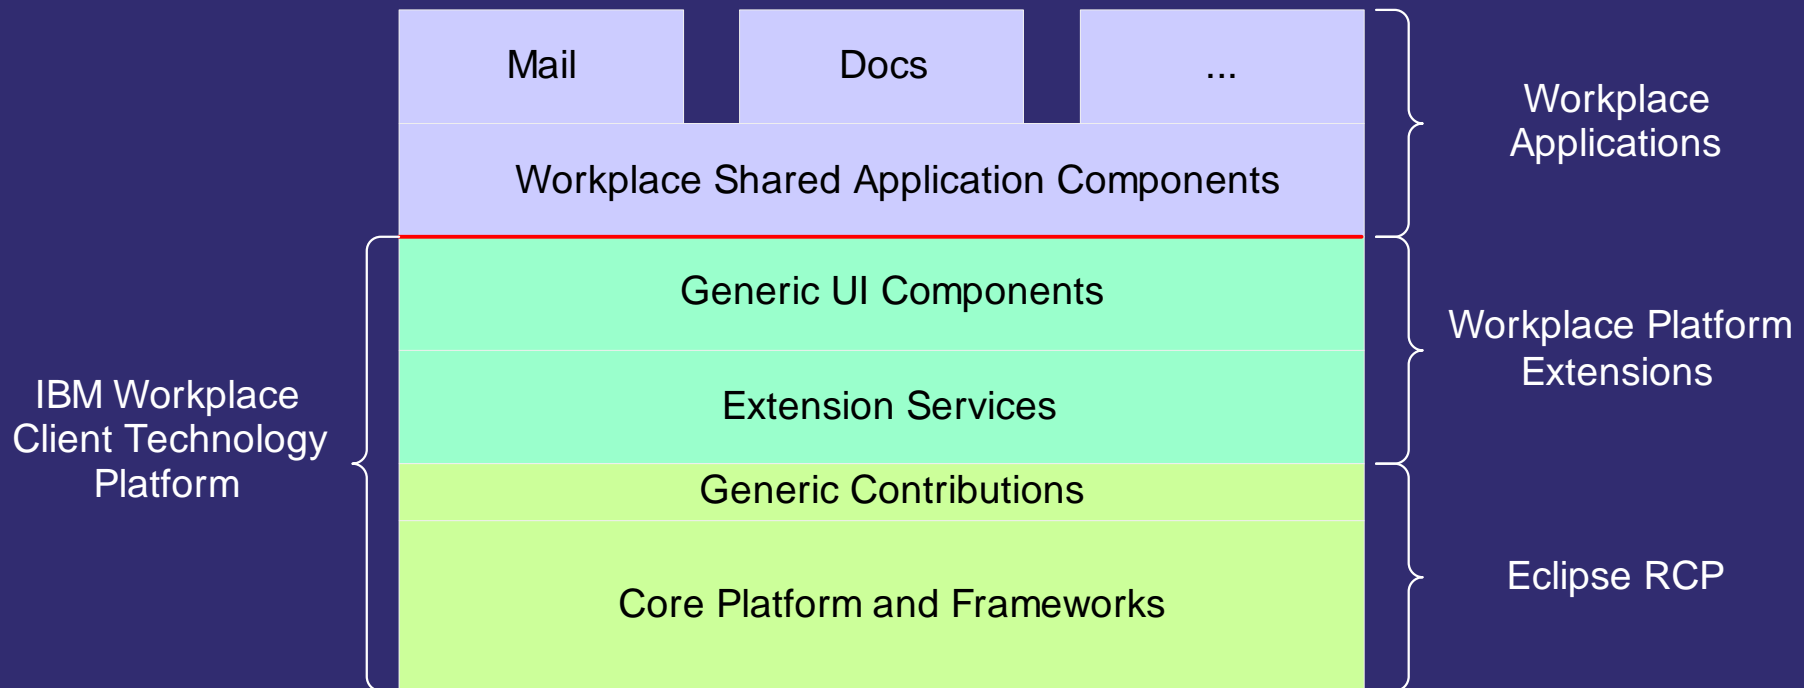 Mail
Docs
...
Workplace
Applications
Workplace Shared Application Components
Generic UI Components
Workplace Platform
Extensions
Extension Services
IBM Workplace
Client Technology
Platform
Generic Contributions
Eclipse RCP
Core Platform and Frameworks